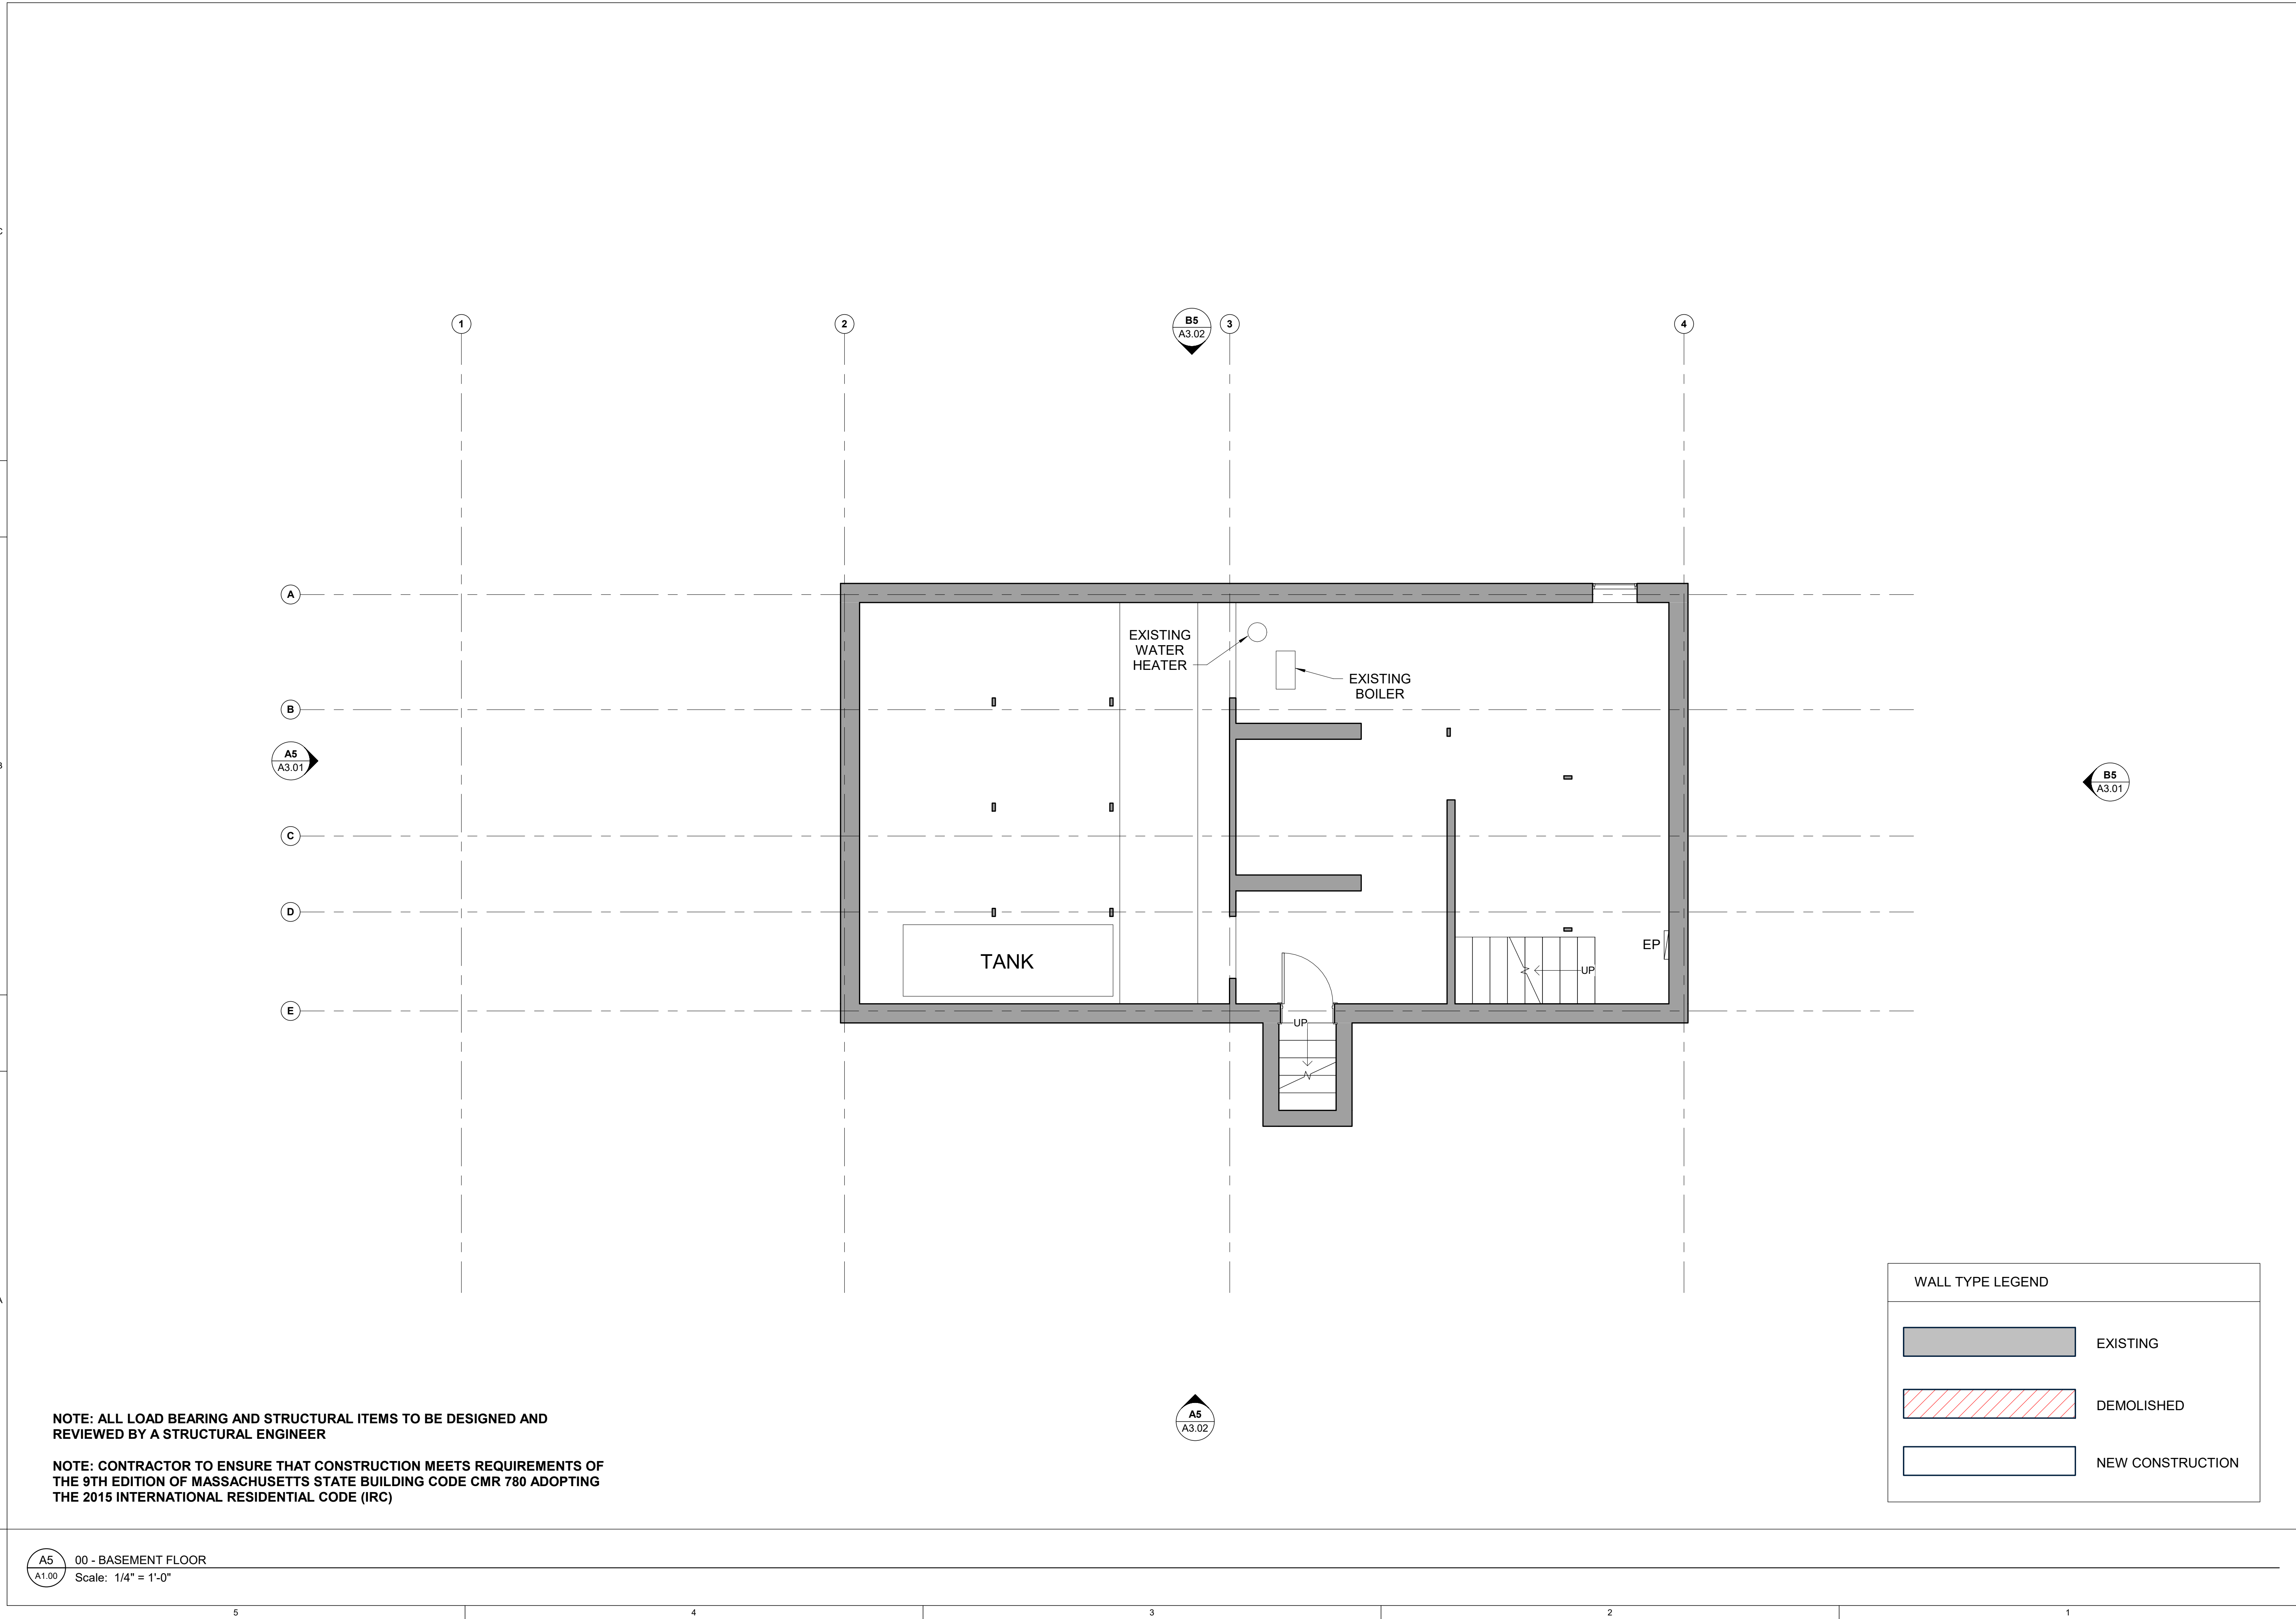 C
1
2
B5
A3.02
3
4
A
EXISTING
WATER
HEATER
EXISTING
BOILER
B
A5
A3.01
B
B5
A3.01
C
D
EP
TANK
UP
E
UP
WALL TYPE LEGEND
A
EXISTING
DEMOLISHED
NEW CONSTRUCTION
A5
A3.02
NOTE: ALL LOAD BEARING AND STRUCTURAL ITEMS TO BE DESIGNED AND
REVIEWED BY A STRUCTURAL ENGINEER
NOTE: CONTRACTOR TO ENSURE THAT CONSTRUCTION MEETS REQUIREMENTS OF
THE 9TH EDITION OF MASSACHUSETTS STATE BUILDING CODE CMR 780 ADOPTING
THE 2015 INTERNATIONAL RESIDENTIAL CODE (IRC)
A5
A1.00
00 - BASEMENT FLOOR
Scale: 1/4" = 1'-0"
5
4
3
2
1